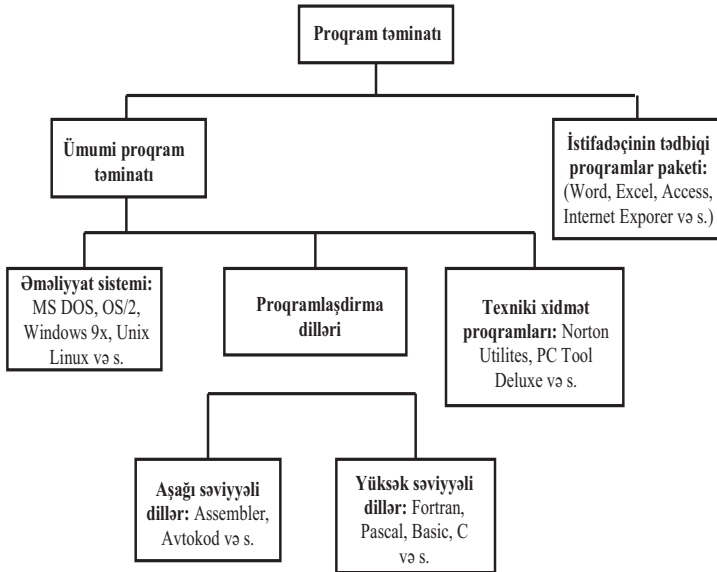 Proqram təminatı
Ümumi proqram
təminatı
İstifadəçinin tədbiqi
proqramlar paketi:
(Word, Excel, Access,
Internet Exporer və s.)
Əməliyyat sistemi:
MS DOS, OS/2,
Windows 9x, Unix
Linux və s.
Proqramlaşdirma
dilləri
Texniki xidmət
proqramları: Norton
Utilites, PC Tool
Deluxe və s.
Aşağı səviyyəli
dillər: Assembler,
Avtokod və s.
Yüksək səviyyəli
dillər: Fortran,
Pascal, Basic, C
və s.